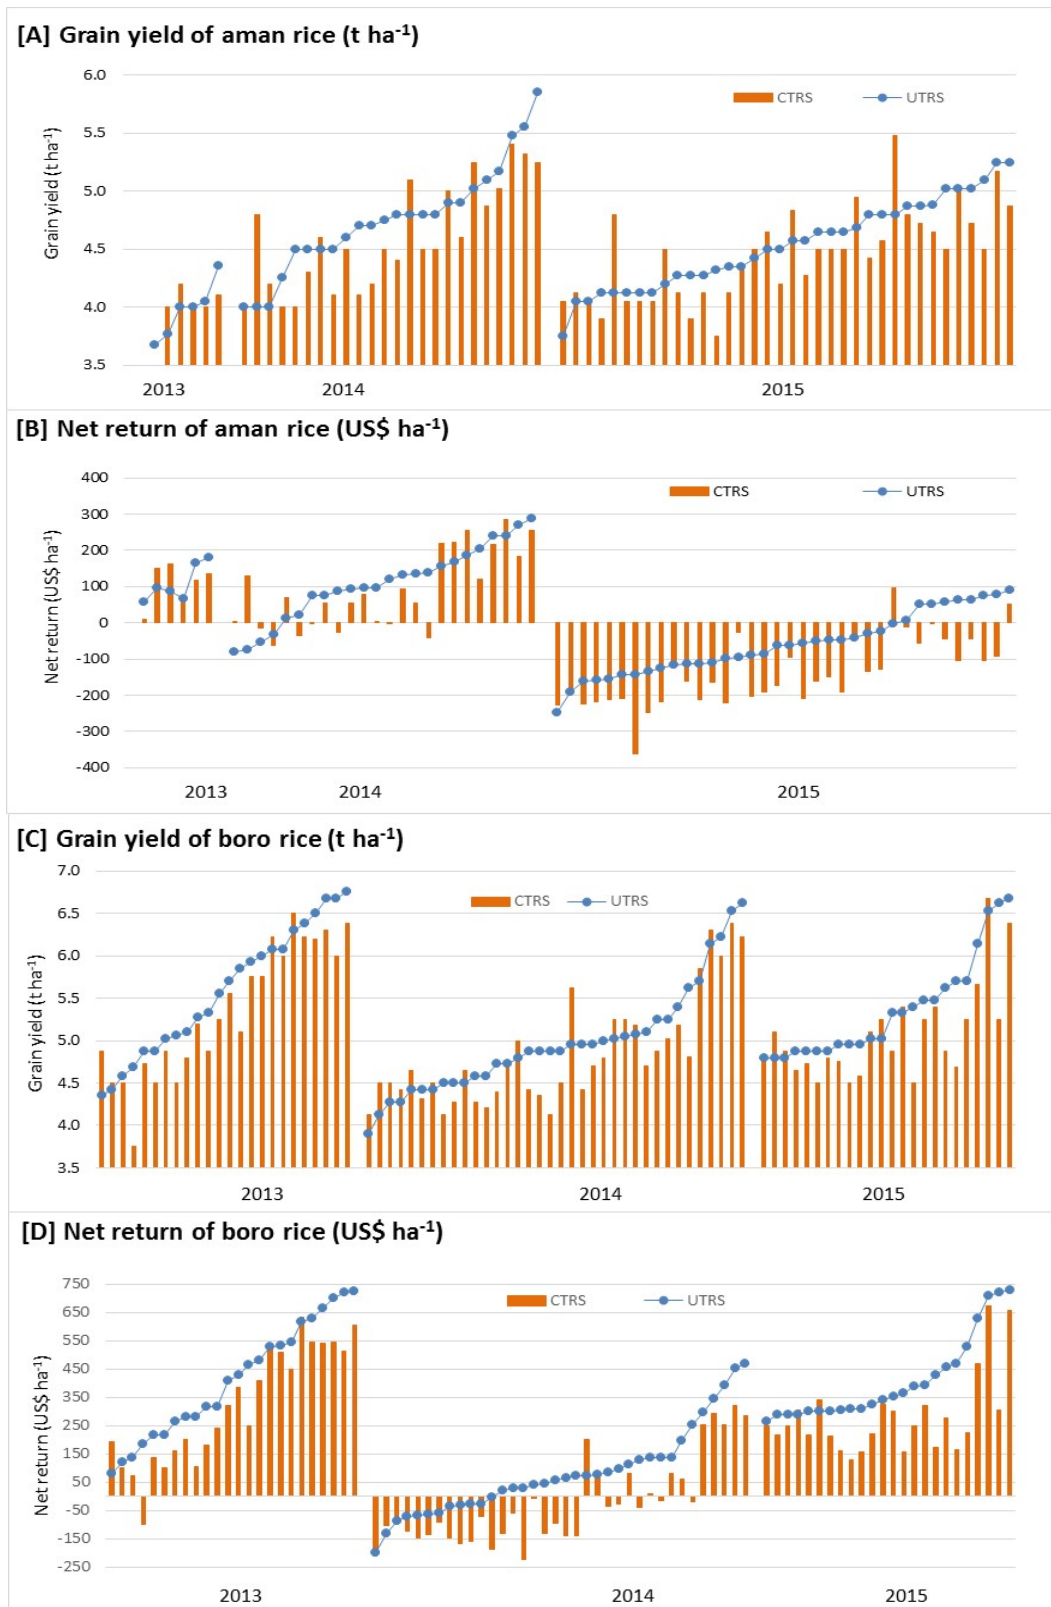 [A] Grain yield of aman rice (t ha-1)
6.0
CTRS
UTRS
5.5
5.0
4.5
4.0
3.5
Grain yield (t ha-1)
2013
2014
2015
[B] Net return of aman rice (US$ ha-1)
400
CTRS
UTRS
300
200
100
0
-100
-200
-300
-400
Net return (US$ ha-1)
2013
2014
2015
[C] Grain yield of boro rice (t ha-1)
7.0
CTRS
UTRS
6.5
6.0
5.5
5.0
4.5
4.0
3.5
Grain yield (t ha-1)
2013
2014
2015
[D] Net return of boro rice (US$ ha-1)
750
CTRS
UTRS
650
550
450
350
250
150
50
-50
-150
-250
Net return (US$ ha-1)
2013
2014
2015